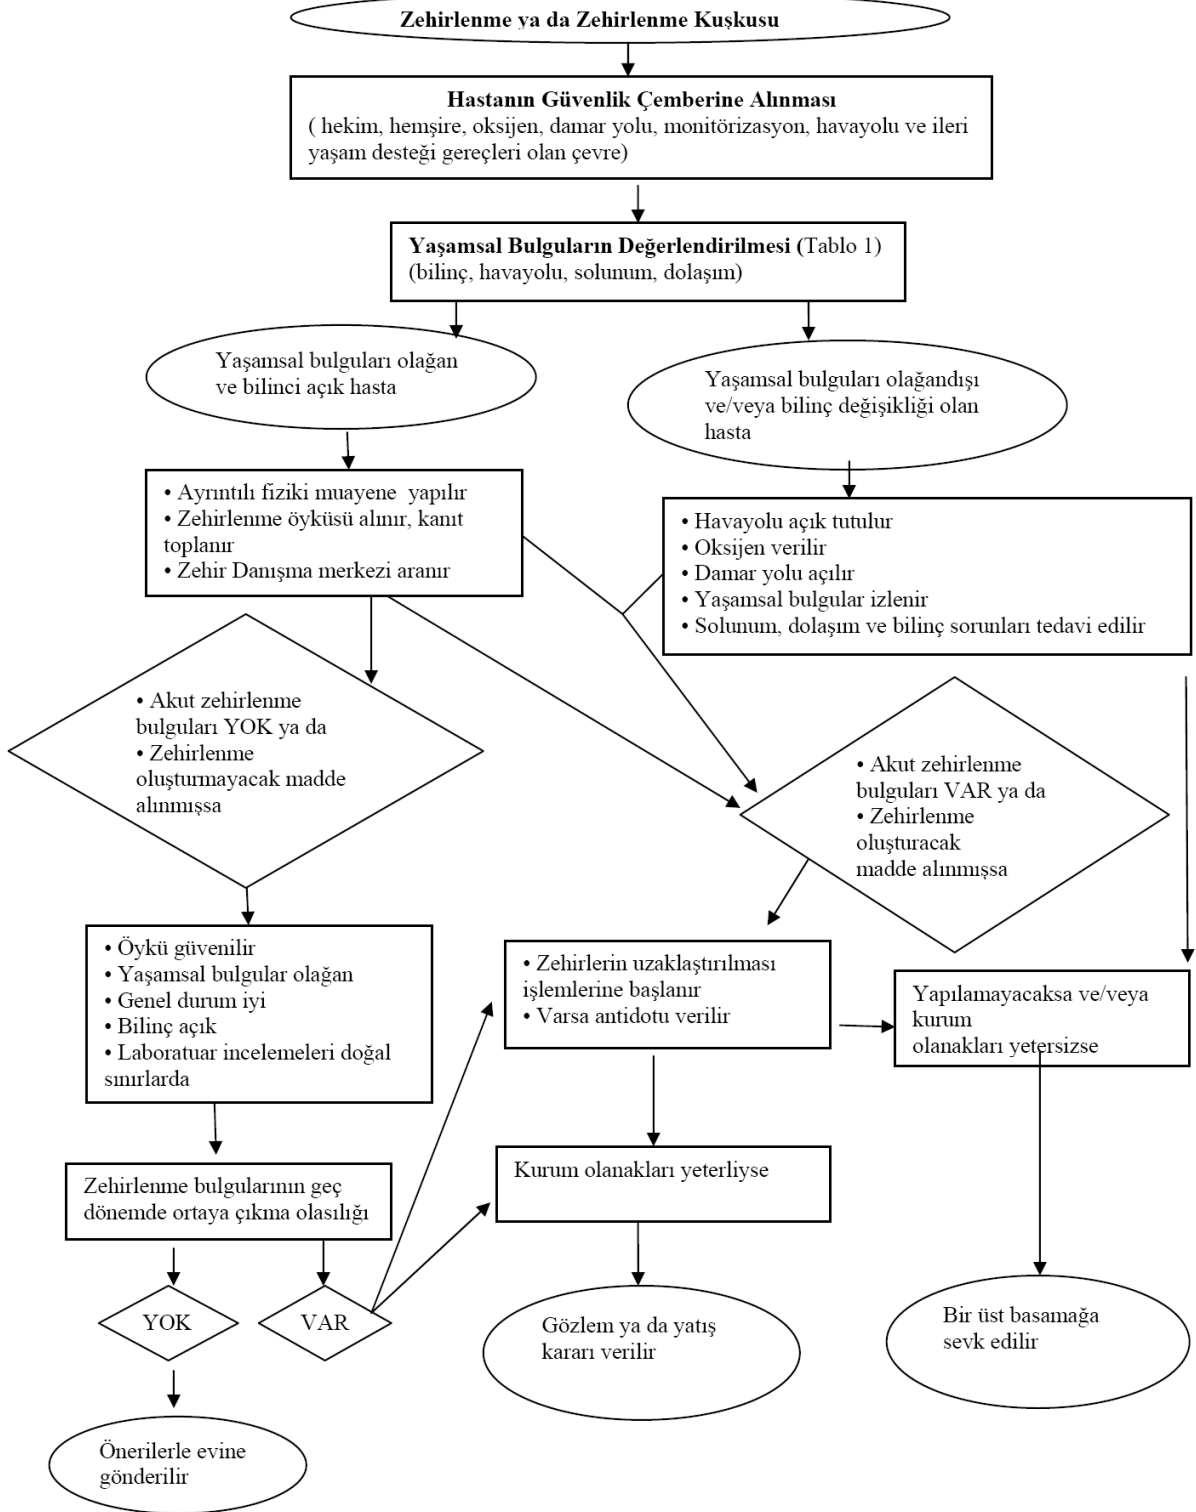 Zehirlenme ya da Zehirlenme Kuşkusu
Hastanın Güvenlik Çemberine Alınması
( hekim, hemşire, oksijen, damar yolu, monitörizasyon, havayolu ve ileri
yaşam desteği gereçleri olan çevre)
Yaşamsal Bulguların Değerlendirilmesi (Tablo 1)
(bilinç, havayolu, solunum, dolaşım)
Yaşamsal bulguları olağan
ve bilinci açık hasta
Yaşamsal bulguları olağandışı
ve/veya bilinç değişikliği olan
hasta
• Ayrıntılı fiziki muayene yapılır
• Zehirlenme öyküsü alınır, kanıt
toplanır
• Zehir Danışma merkezi aranır
• Havayolu açık tutulur
• Oksijen verilir
• Damar yolu açılır
• Yaşamsal bulgular izlenir
• Solunum, dolaşım ve bilinç sorunları tedavi edilir
• Akut zehirlenme
bulguları YOK ya da
• Zehirlenme
oluşturmayacak madde
alınmışsa
• Akut zehirlenme
bulguları VAR ya da
• Zehirlenme
oluşturacak
madde alınmışsa
• Öykü güvenilir
• Yaşamsal bulgular olağan
• Genel durum iyi
• Bilinç açık
• Laboratuar incelemeleri doğal
sınırlarda
• Zehirlerin uzaklaştırılması
işlemlerine başlanır
• Varsa antidotu verilir
Yapılamayacaksa ve/veya
kurum
olanakları yetersizse
Zehirlenme bulgularının geç
dönemde ortaya çıkma olasılığı
Kurum olanakları yeterliyse
YOK
VAR
Gözlem ya da yatış
kararı verilir
Bir üst basamağa
sevk edilir
Önerilerle evine
gönderilir